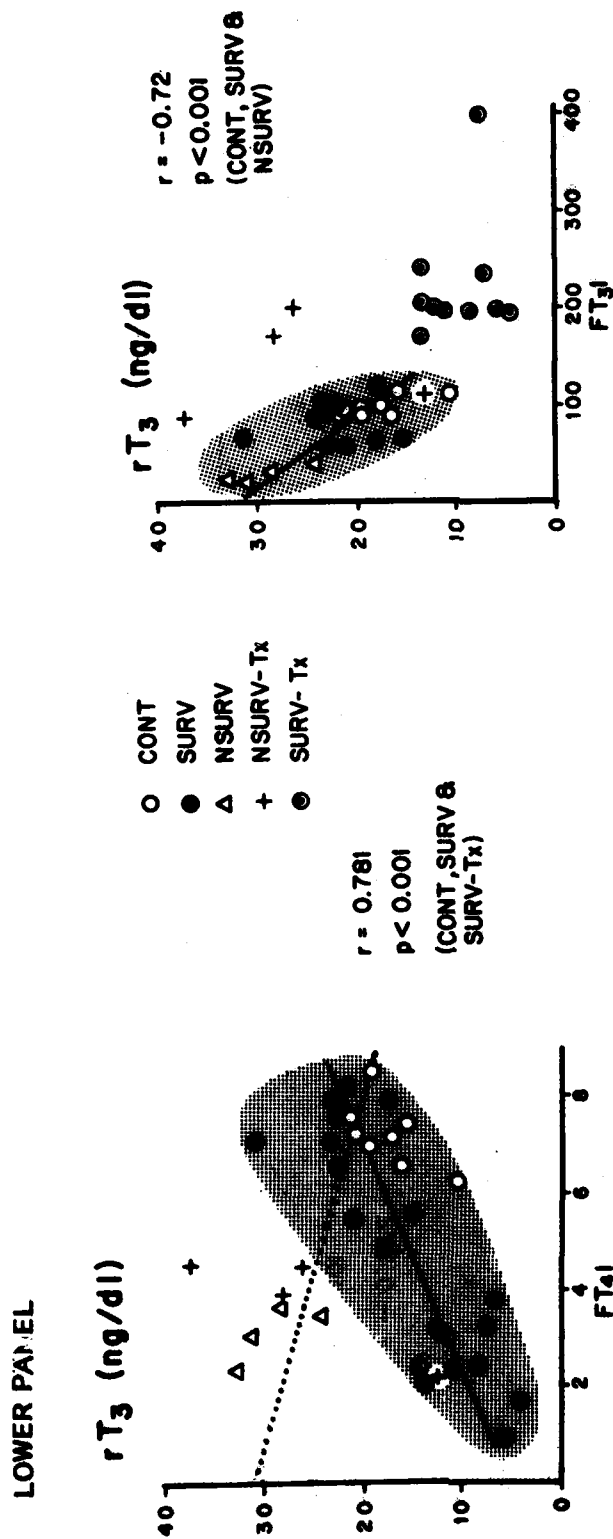 LOWER PANEL
rT₃ (ng/dl)
40
30
20
10
0
2
4
6
8
FT₄I
r = 0.781
p < 0.001
(CONT, SURV &
SURV-Tx)
CONT
SURV
NSURV
NSURV-Tx
SURV-Tx
rT₃ (ng/dl)
40
30
20
10
0
100
200
300
400
FT₃I
r = -0.72
p < 0.001
(CONT, SURV &
NSURV)